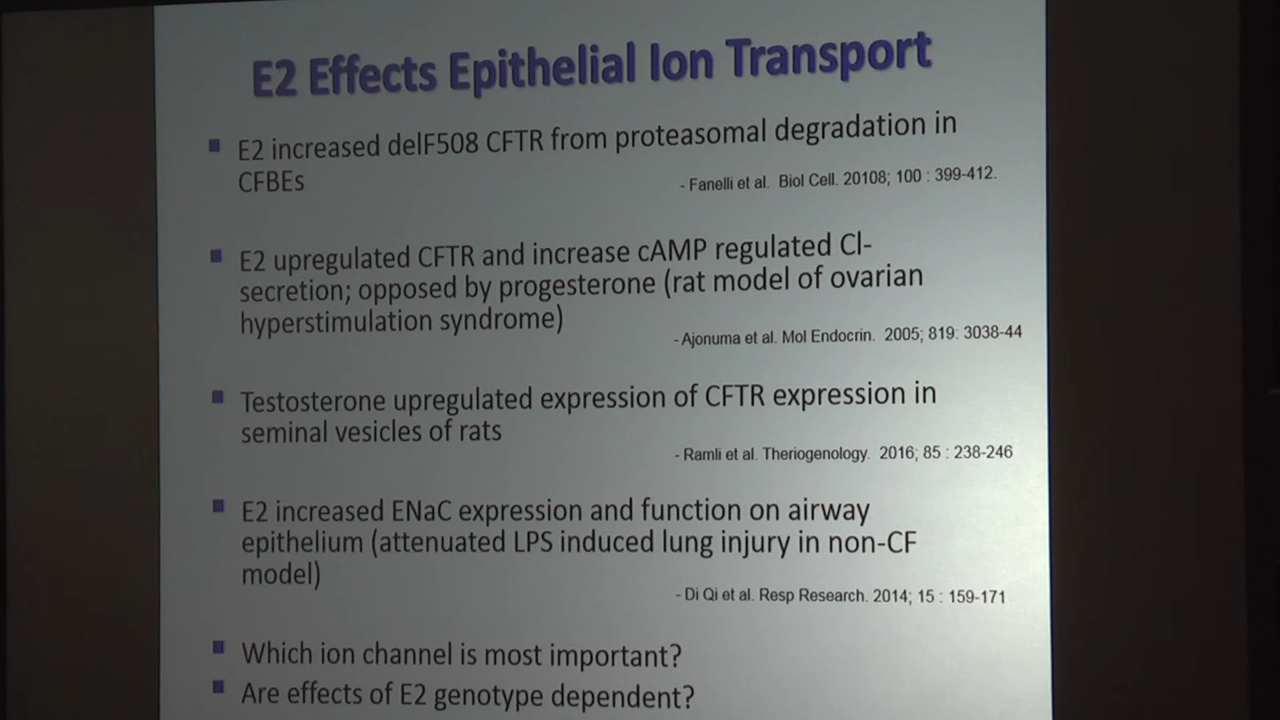 E2 Effects Epithelial Ion Transport
E2 increased delF508 CFTR from proteasomal degradation in
CFBEs
- Fanelli et al. Biol Cell. 20108; 100 : 399-412.
E2 upregulated CFTR and increase cAMP regulated Cl-
secretion; opposed by progesterone (rat model of ovarian
hyperstimulation syndrome)
- Ajonuma et al. Mol Endocrin. 2005; 819: 3038-44
Testosterone upregulated expression of CFTR expression in
seminal vesicles of rats
- Ramli et al. Theriogenology. 2016; 85 : 238-246
E2 increased ENaC expression and function on airway
epithelium (attenuated LPS induced lung injury in non-CF
model)
- Di Qi et al. Resp Research. 2014; 15 : 159-171
Which ion channel is most important?
Are effects of E2 genotype dependent?